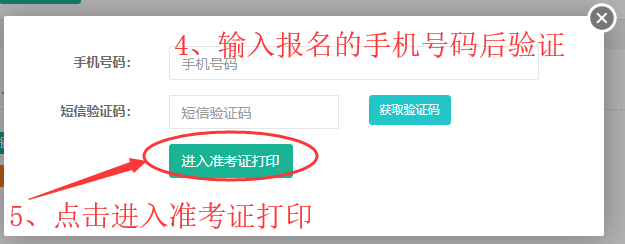 4、输入报名的手机号码后验证
手机号码：
手机号码
短信验证码：
短信验证码
获取验证码
进入准考证打印
5、点击进入准考证打印